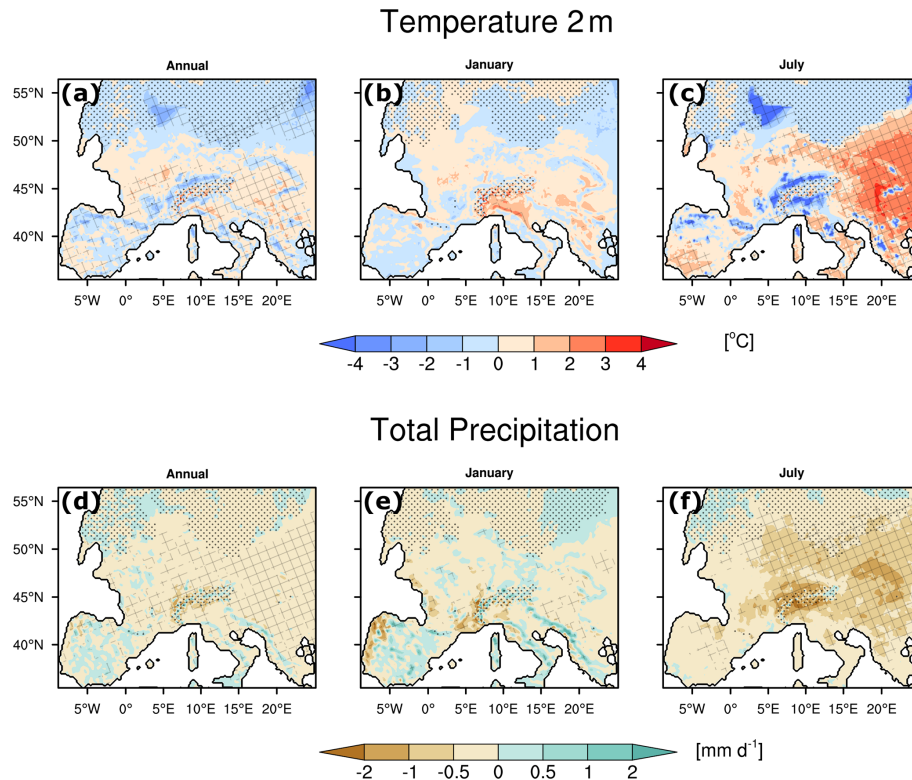 Temperature 2 m
Annual January July
(a) (b) (c)
55°N
50°N
45°N
40°N
5°W 0° 5°E 10°E 15°E 20°E 5°W 0° 5°E 10°E 15°E 20°E 5°W 0° 5°E 10°E 15°E 20°E
-4 -3 -2 -1 0 1 2 3 4 [°C]
Total Precipitation
Annual January July
(d) (e) (f)
55°N
50°N
45°N
40°N
5°W 0° 5°E 10°E 15°E 20°E 5°W 0° 5°E 10°E 15°E 20°E 5°W 0° 5°E 10°E 15°E 20°E
-2 -1 -0.5 0 0.5 1 2 [mm d⁻¹]